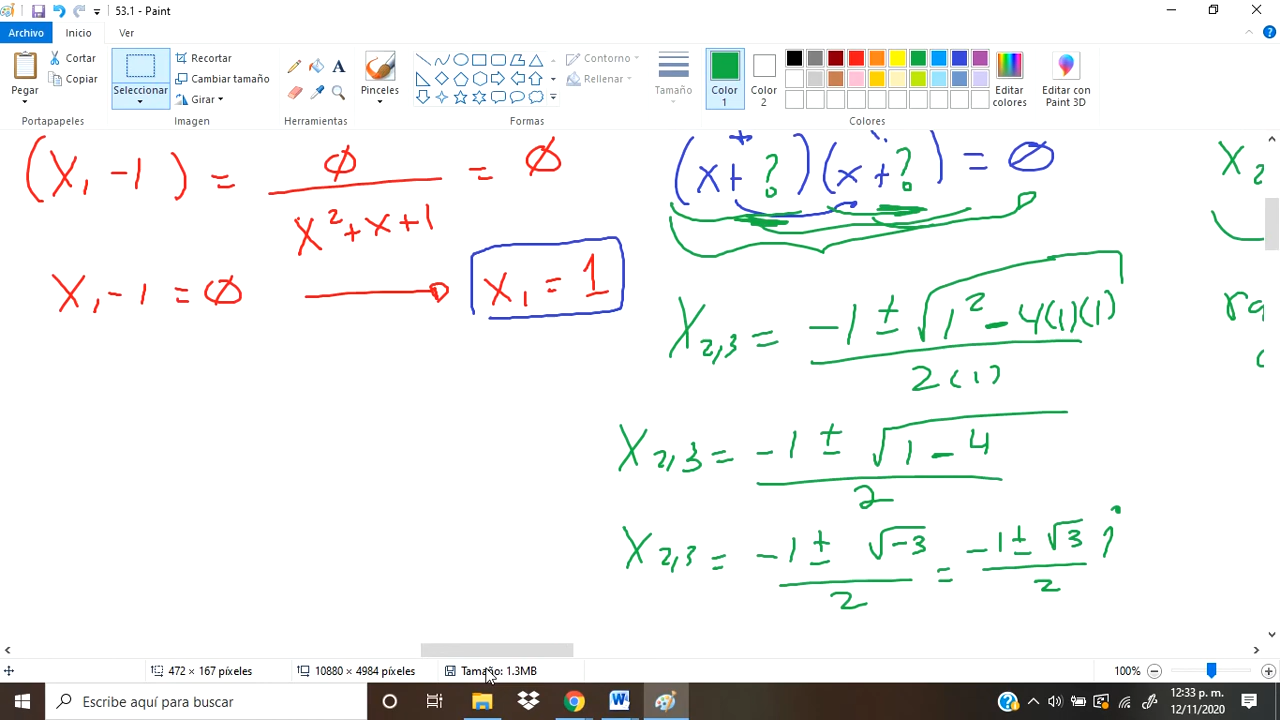 53.1 - Paint
Archivo Inicio Ver
Pegar Cortar Copiar
Seleccionar Recortar Cambiar tamaño Girar
Pinceles
Contorno Rellenar
Tamaño
Color 1 Color 2
Editar colores
Editar con Paint 3D
Portapapeles Imagen Herramientas Formas Colores
(X₁ - 1) = ∅ / (x² + x + 1) = ∅
X₁ - 1 = ∅ → X₁ = 1
(x + ?)(x + ?) = ∅
X₂,₃ = (-1 ± √(1² - 4(1)(1))) / 2(1)
X₂,₃ = (-1 ± √(1 - 4)) / 2
X₂,₃ = (-1 ± √-3) / 2 = (-1 ± √3 i) / 2
X₂
472 × 167 píxeles 10880 × 4984 píxeles Tamaño: 1.3MB 100%
Escribe aquí para buscar
12:33 p. m.
12/11/2020